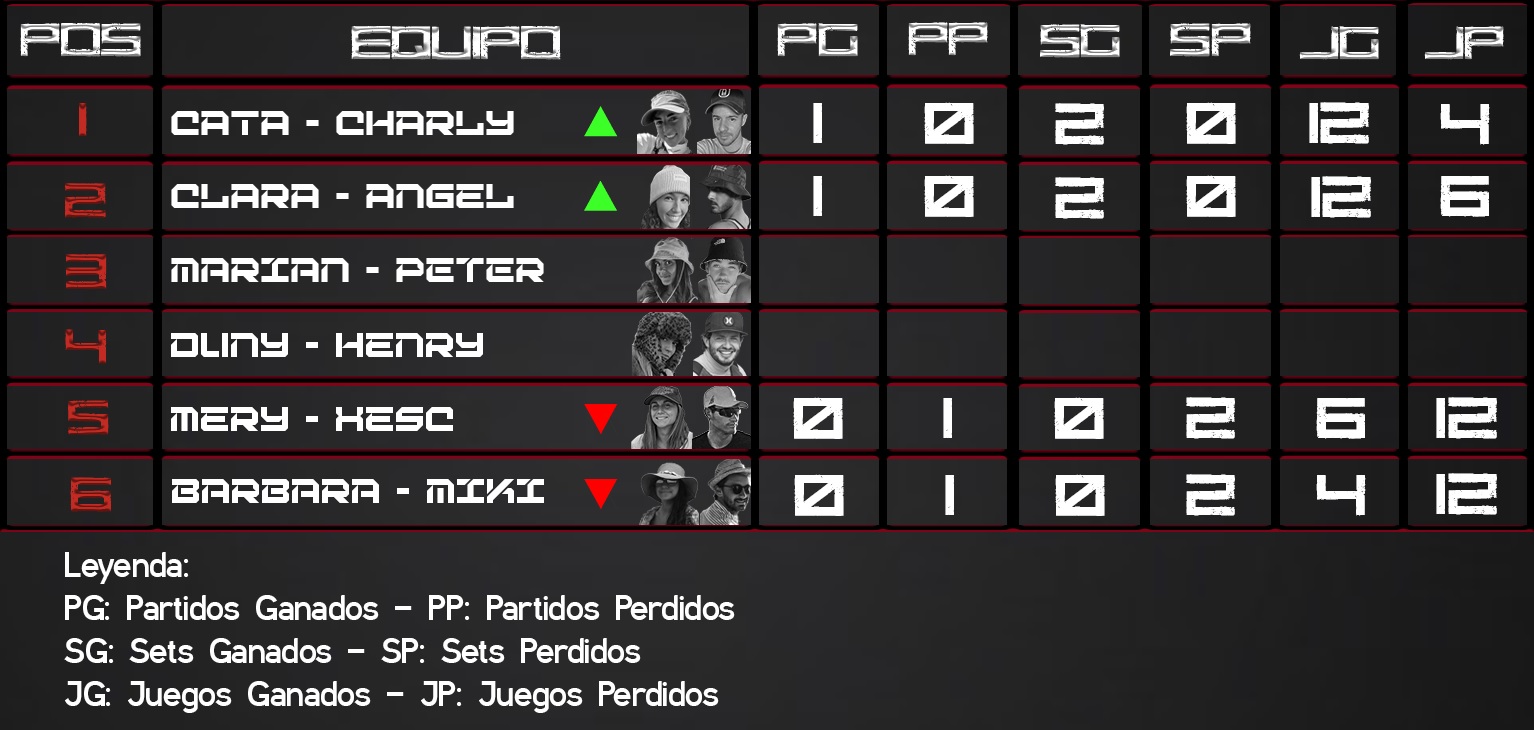 POS EQUIPO PG PP SG SP JG JP
1 CATA - CHARLY 1 0 2 0 12 4
2 CLARA - ANGEL 1 0 2 0 12 6
3 MARIAN - PETER
4 DUNY - HENRY
5 MERY - XESC 0 1 0 2 6 12
6 BARBARA - MIKI 0 1 0 2 4 12
Leyenda:
PG: Partidos Ganados - PP: Partidos Perdidos
SG: Sets Ganados - SP: Sets Perdidos
JG: Juegos Ganados - JP: Juegos Perdidos